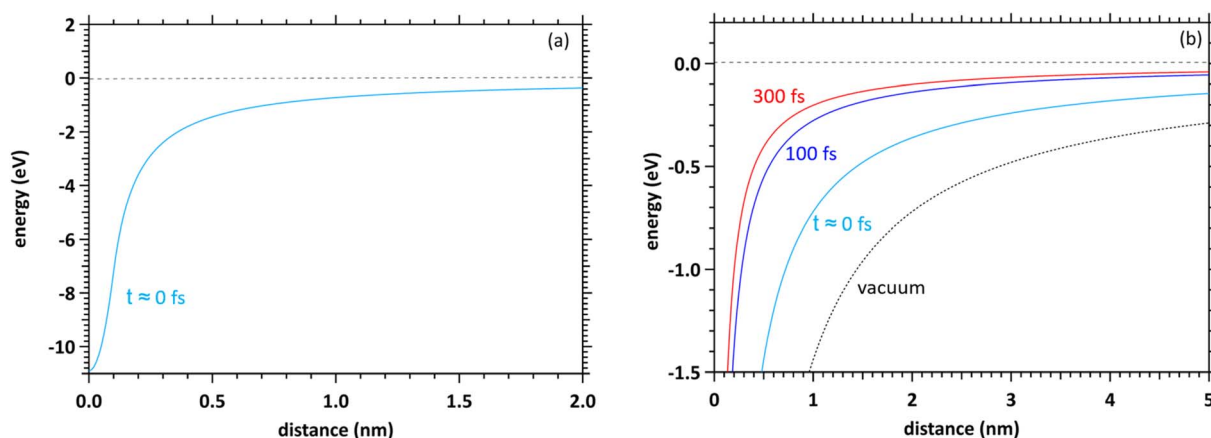 (a)
energy (eV)
2
0
-2
-4
-6
-8
-10
t ≈ 0 fs
0.0 0.5 1.0 1.5 2.0
distance (nm)
(b)
energy (eV)
0.0
-0.5
-1.0
-1.5
300 fs
100 fs
t ≈ 0 fs
vacuum
0 1 2 3 4 5
distance (nm)